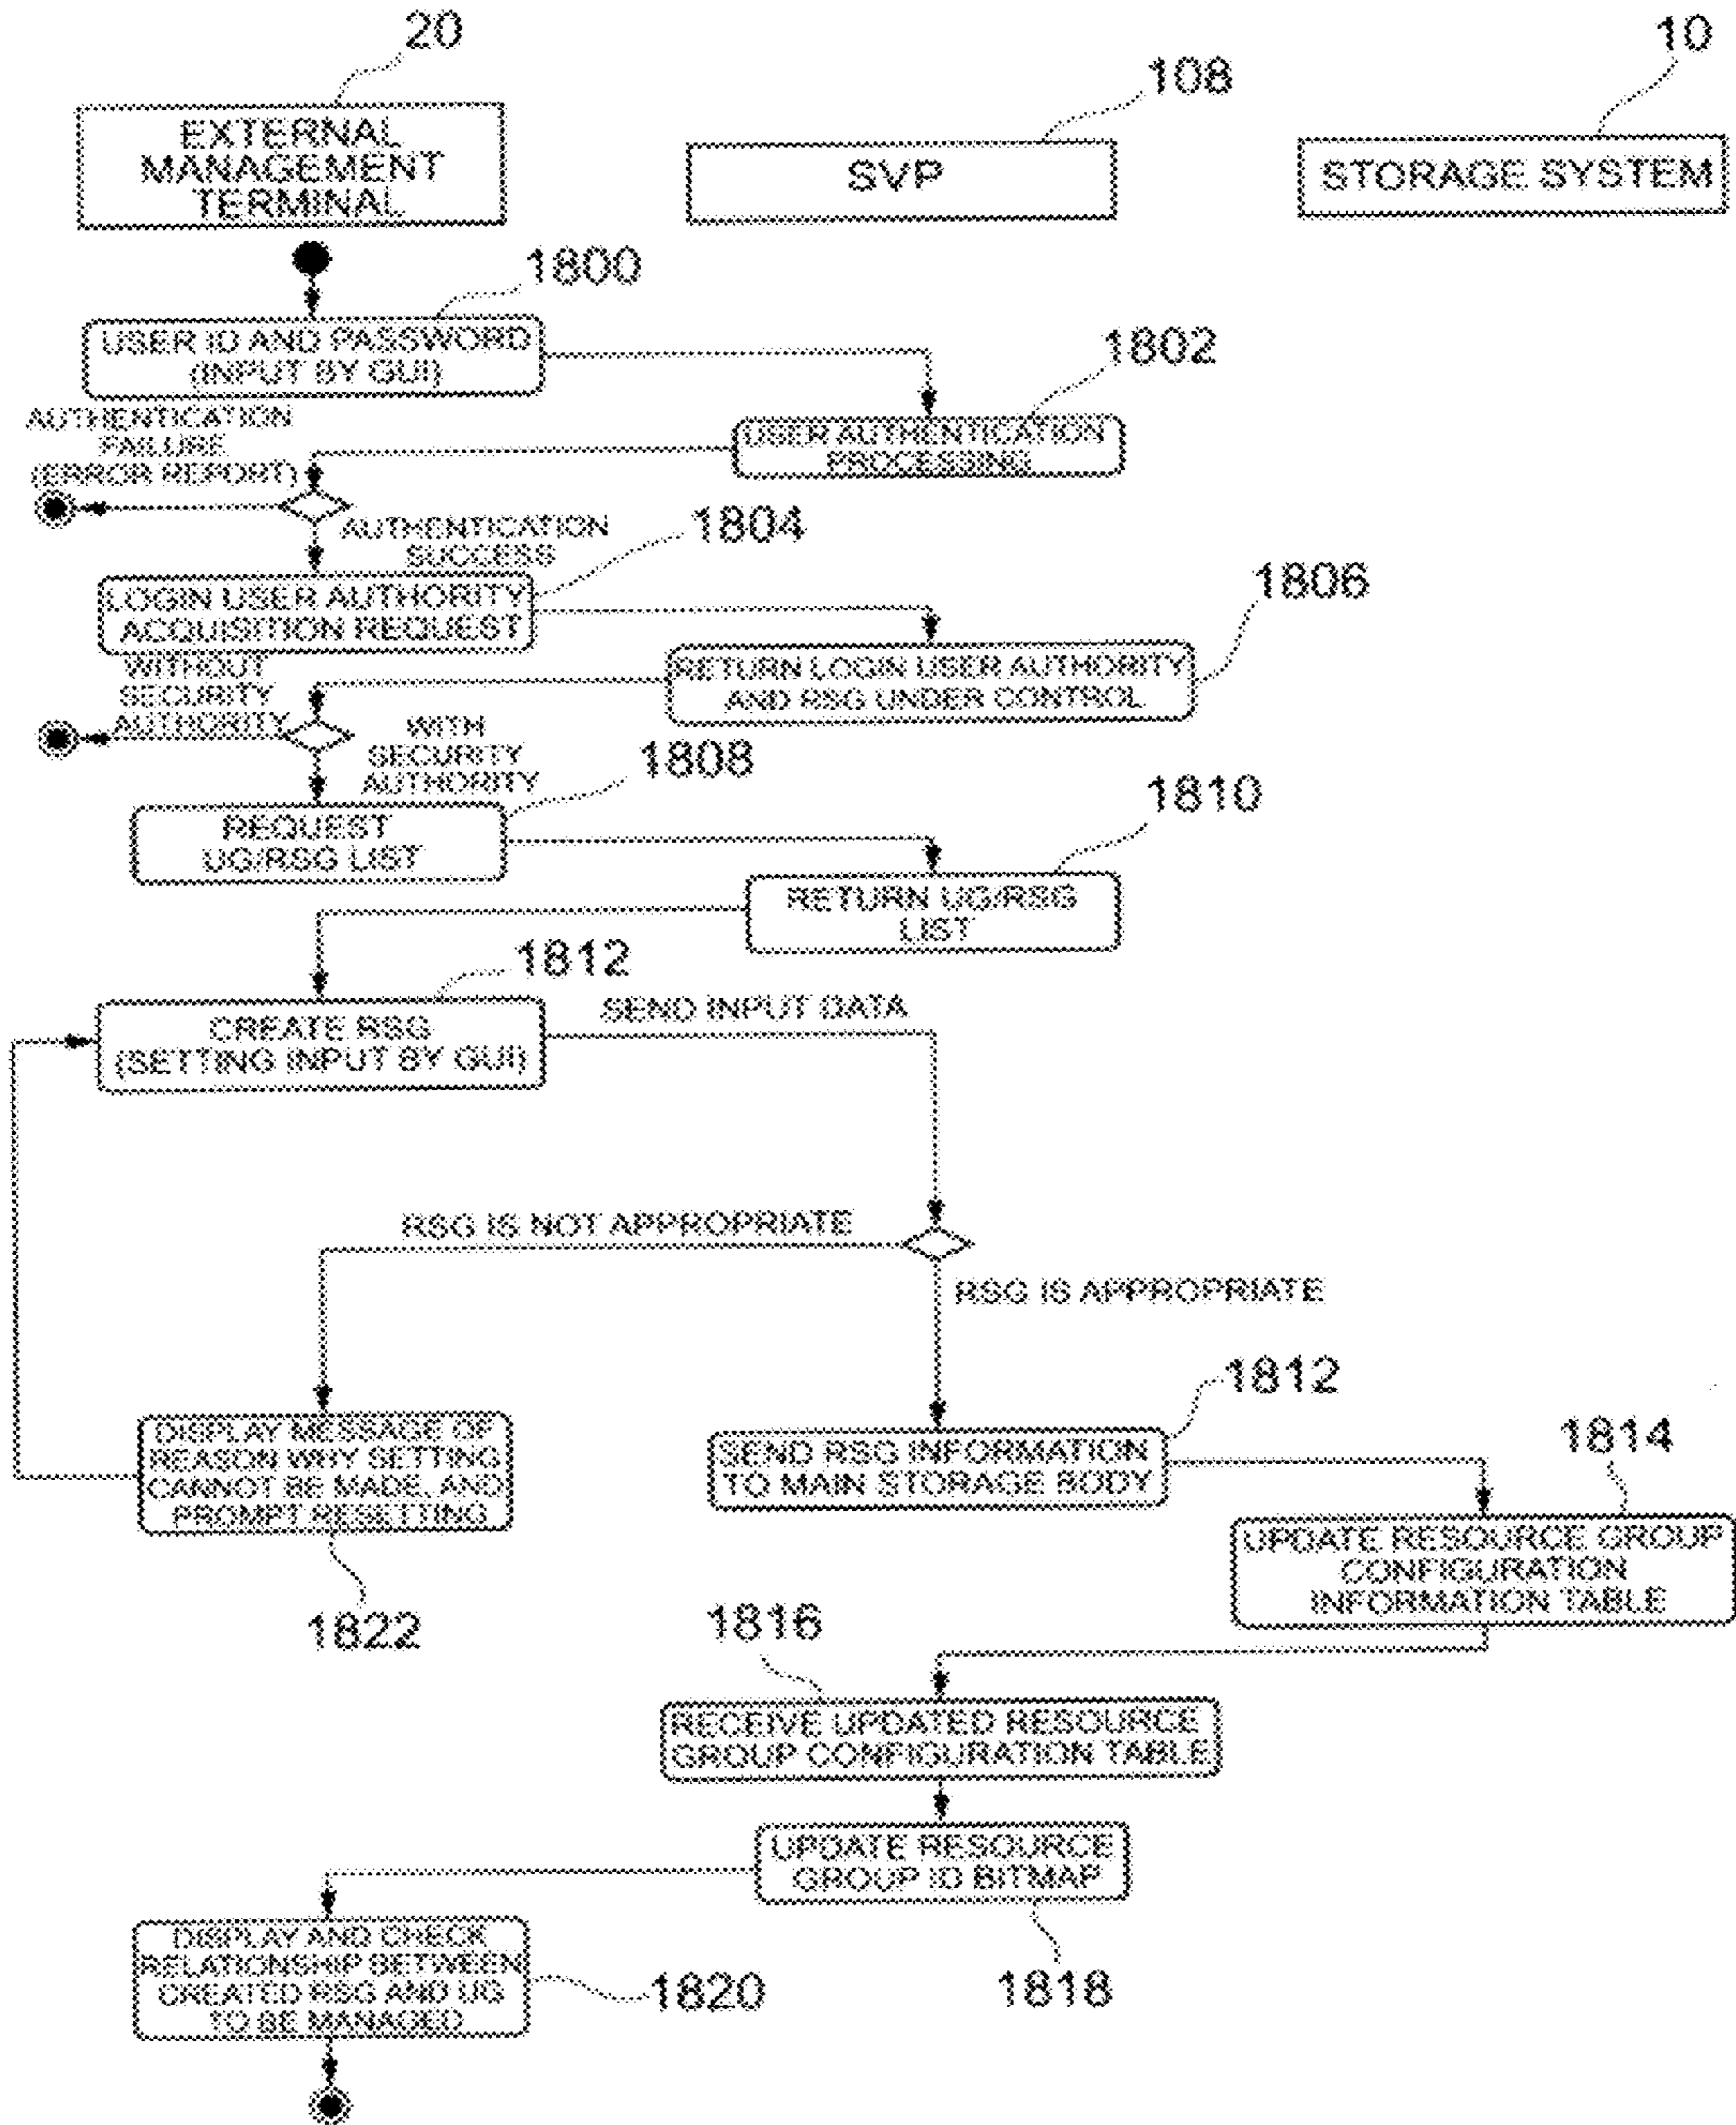 20
10
108
EXTERNAL
MANAGEMENT
TERMINAL
SVP
STORAGE SYSTEM
1800
USER ID AND PASSWORD
(INPUT BY GUI)
1802
AUTHENTICATION
FAILURE
(ERROR REPORT)
USER AUTHENTICATION
PROCESSING
AUTHENTICATION
SUCCESS
1804
LOGIN USER AUTHORITY
ACQUISITION REQUEST
1806
WITHOUT
SECURITY
AUTHORITY
RETURN LOGIN USER AUTHORITY
AND RSG UNDER CONTROL
WITH
SECURITY
AUTHORITY
1808
REQUEST
UG/RSG LIST
1810
RETURN UG/RSG
LIST
1812
CREATE RSG
(SETTING INPUT BY GUI)
SEND INPUT DATA
RSG IS NOT APPROPRIATE
RSG IS APPROPRIATE
1812
DISPLAY MESSAGE OF
REASON WHY SETTING
CANNOT BE MADE, AND
PROMPT RESETTING
1822
SEND RSG INFORMATION
TO MAIN STORAGE BODY
1814
UPDATE RESOURCE GROUP
CONFIGURATION
INFORMATION TABLE
1816
RECEIVE UPDATED RESOURCE
GROUP CONFIGURATION TABLE
UPDATE RESOURCE
GROUP ID BITMAP
1818
DISPLAY AND CHECK
RELATIONSHIP BETWEEN
CREATED RSG AND UG
TO BE MANAGED
1820